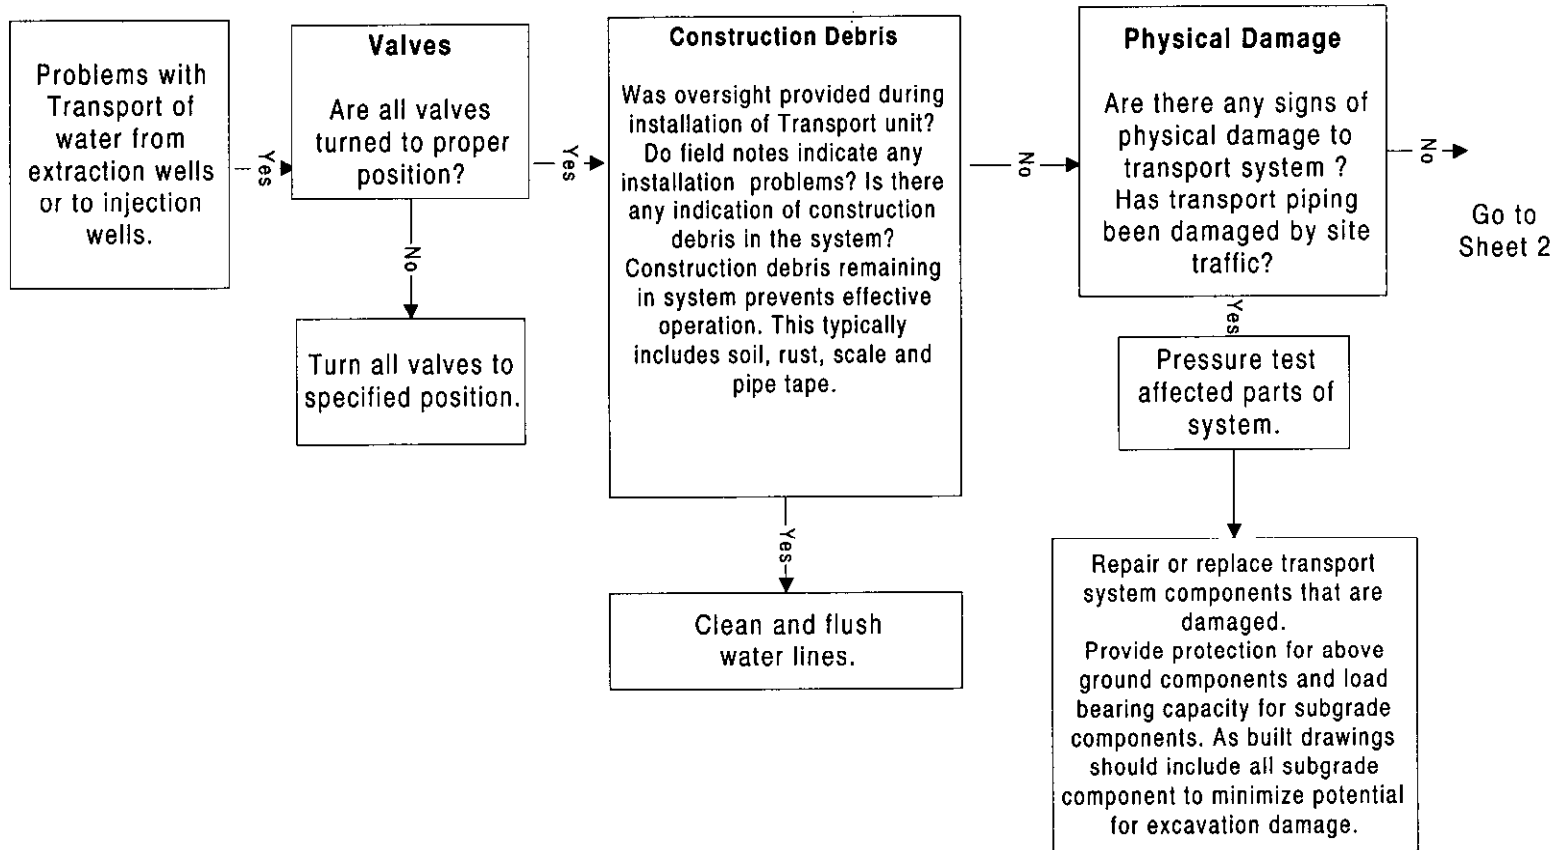 Problems with
Transport of
water from
extraction wells
or to injection
wells.
Yes
Valves
Are all valves
turned to proper
position?
Yes
No
Turn all valves to
specified position.
Construction Debris
Was oversight provided during
installation of Transport unit?
Do field notes indicate any
installation problems? Is there
any indication of construction
debris in the system?
Construction debris remaining
in system prevents effective
operation. This typically
includes soil, rust, scale and
pipe tape.
No
Yes
Clean and flush
water lines.
Physical Damage
Are there any signs of
physical damage to
transport system ?
Has transport piping
been damaged by site
traffic?
No
Go to
Sheet 2
Yes
Pressure test
affected parts of
system.
Repair or replace transport
system components that are
damaged.
Provide protection for above
ground components and load
bearing capacity for subgrade
components. As built drawings
should include all subgrade
component to minimize potential
for excavation damage.